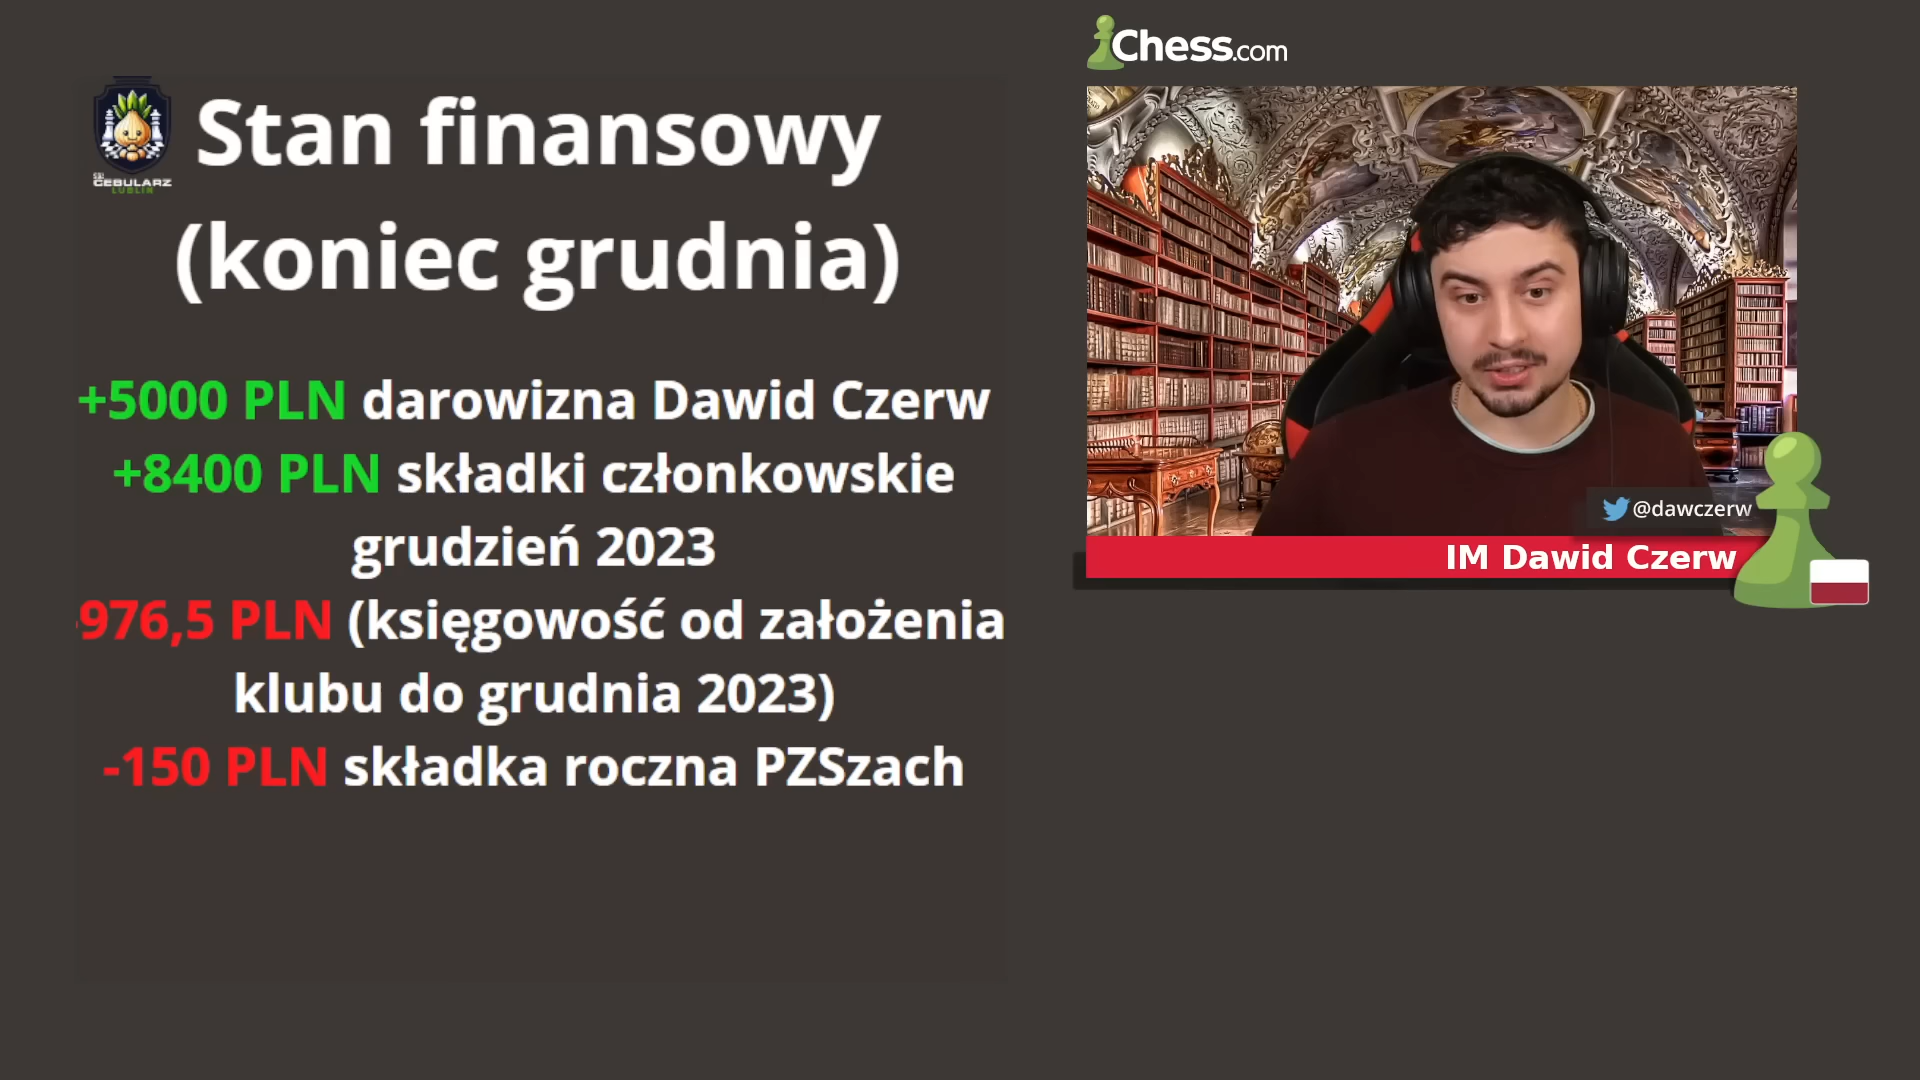 Stan finansowy
(koniec grudnia)
CEBULARZ
LUBLIN
+5000 PLN darowizna Dawid Czerw
+8400 PLN składki członkowskie
grudzień 2023
-976,5 PLN (księgowość od założenia
klubu do grudnia 2023)
-150 PLN składka roczna PZSzach
Chess.com
@dawczerw
IM Dawid Czerw